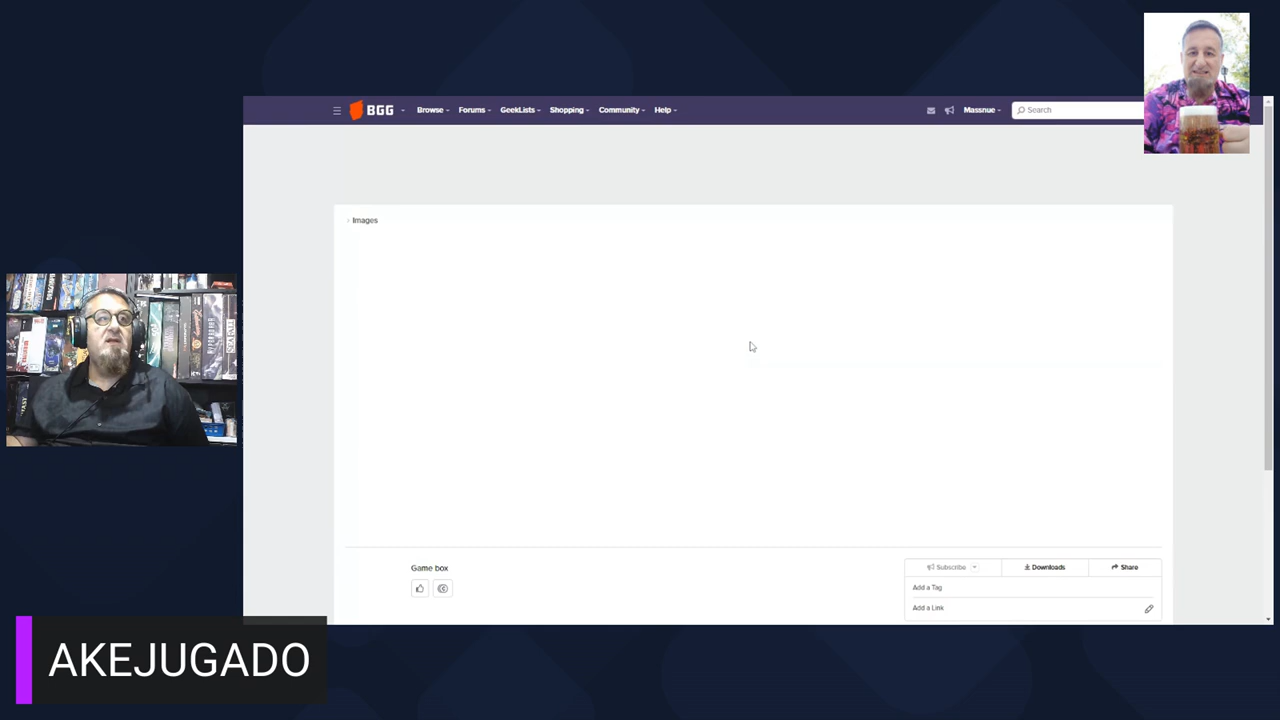 BGG
Browse
Forums
GeekLists
Shopping
Community
Help
Massnue
Search
Images
Game box
Subscribe
Downloads
Share
Add a Tag
Add a Link
AKEJUGADO